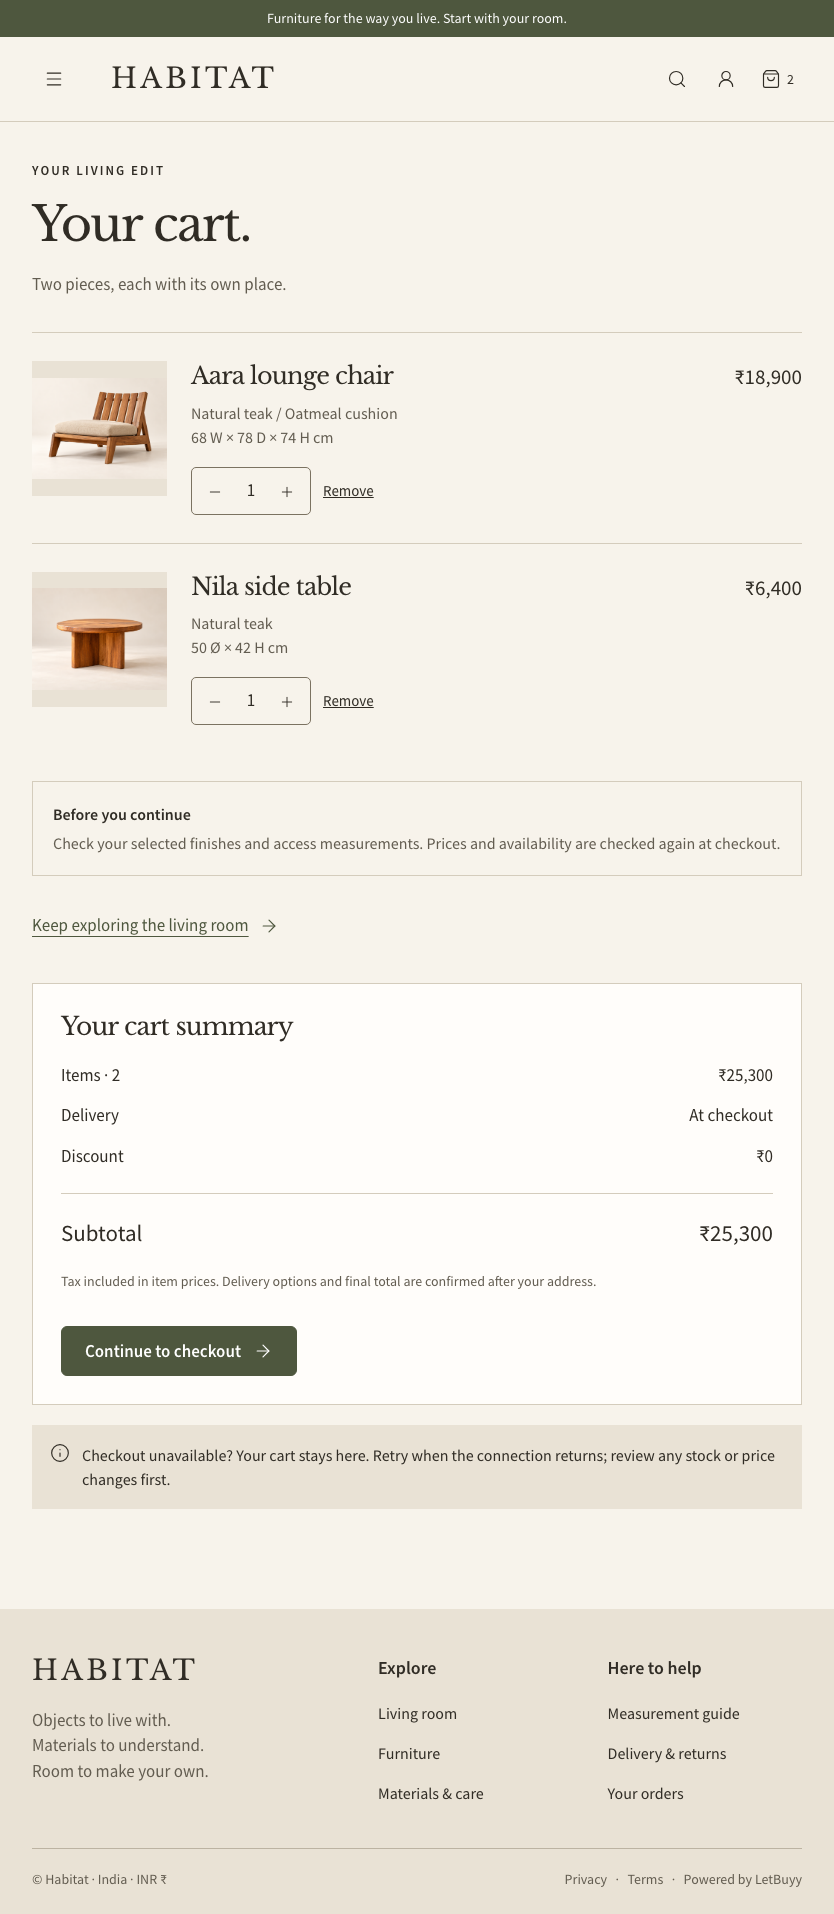 Furniture for the way you live. Start with your room.
HABITAT
2
YOUR LIVING EDIT
Your cart.
Two pieces, each with its own place.
Aara lounge chair
₹18,900
Natural teak / Oatmeal cushion
68 W × 78 D × 74 H cm
− 1 + Remove
Nila side table
₹6,400
Natural teak
50 Ø × 42 H cm
− 1 + Remove
Before you continue
Check your selected finishes and access measurements. Prices and availability are checked again at checkout.
Keep exploring the living room →
Your cart summary
Items · 2 ₹25,300
Delivery At checkout
Discount ₹0
Subtotal ₹25,300
Tax included in item prices. Delivery options and final total are confirmed after your address.
Continue to checkout →
Checkout unavailable? Your cart stays here. Retry when the connection returns; review any stock or price
changes first.
HABITAT
Objects to live with.
Materials to understand.
Room to make your own.
Explore
Living room
Furniture
Materials & care
Here to help
Measurement guide
Delivery & returns
Your orders
© Habitat · India · INR ₹
Privacy · Terms · Powered by LetBuyy